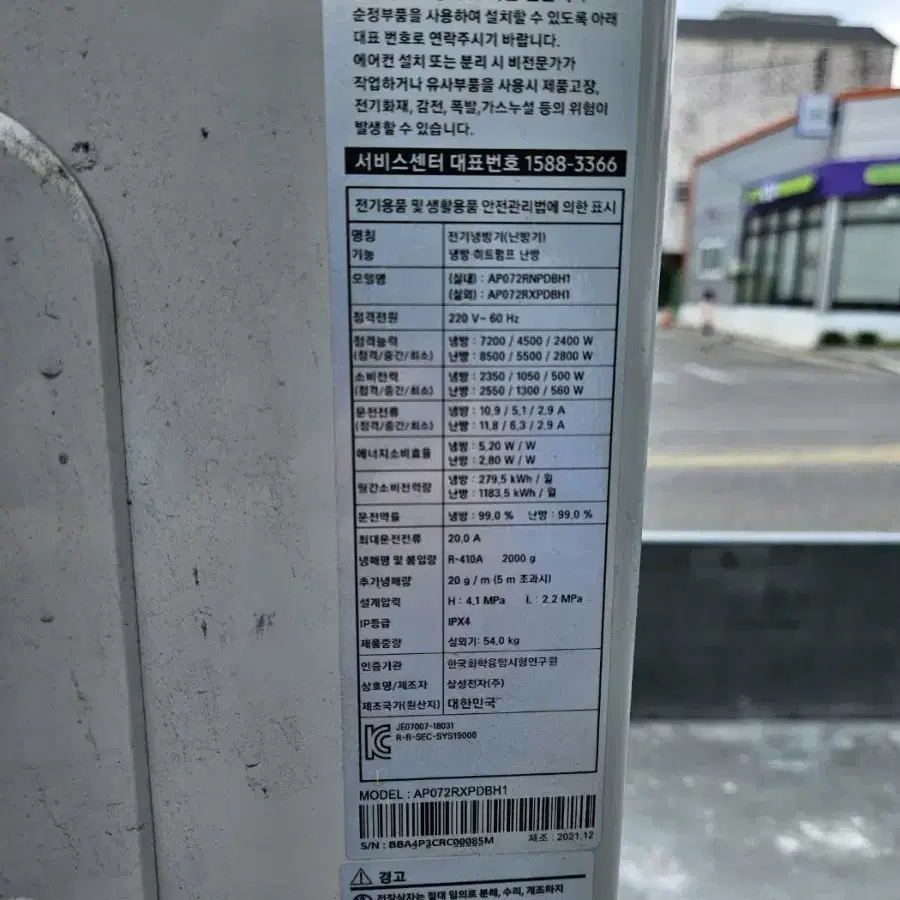 순정부품을 사용하여 설치할 수 있도록 아래
대표 번호로 연락주시기 바랍니다.
에어컨 설치 또는 분리 시 비전문가가
작업하거나 유사부품을 사용시 제품고장,
전기화재, 감전, 폭발,가스누설 등의 위험이
발생할 수 있습니다.
서비스센터 대표번호 1588-3366
전기용품 및 생활용품 안전관리법에 의한 표시
명칭 전기냉방기(난방기)
기능 냉방·히트펌프 난방
모델명 (실내) : AP072RNPDBH1
(실외) : AP072RXPDBH1
정격전원 220 V~ 60 Hz
정격능력 냉방 : 7200 / 4500 / 2400 W
(정격/중간/최소) 난방 : 8500 / 5500 / 2800 W
소비전력 냉방 : 2350 / 1050 / 500 W
(정격/중간/최소) 난방 : 2550 / 1300 / 560 W
운전전류 냉방 : 10.9 / 5.1 / 2.9 A
(정격/중간/최소) 난방 : 11.8 / 6.3 / 2.9 A
에너지소비효율 냉방 : 5.20 W / W
난방 : 2.80 W / W
월간소비전력량 냉방 : 279.5 kWh / 월
난방 : 1183.5 kWh / 월
운전역률 냉방 : 99.0 % 난방 : 99.0 %
최대운전전류 20.0 A
냉매명 및 봉입량 R-410A 2000 g
추가냉매량 20 g / m (5 m 초과시)
설계압력 H : 4.1 MPa L : 2.2 MPa
IP등급 IPX4
제품중량 실외기: 54.0 kg
인증기관 한국화학융합시험연구원
상호명/제조자 삼성전자(주)
제조국가(원산지) 대한민국
JE07007-18031
R-R-SEC-SYS19006
MODEL : AP072RXPDBH1
S/N : BBA4P3CRC00085M 제조 : 2021.12
경고
전장상자는 절대 임의로 분해, 수리, 개조하지